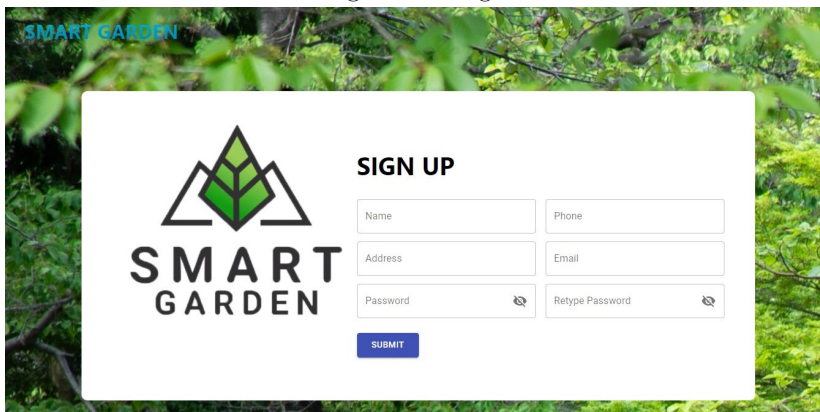 SMART GARDEN
SMART
GARDEN
SIGN UP
Name
Phone
Address
Email
Password
Retype Password
SUBMIT